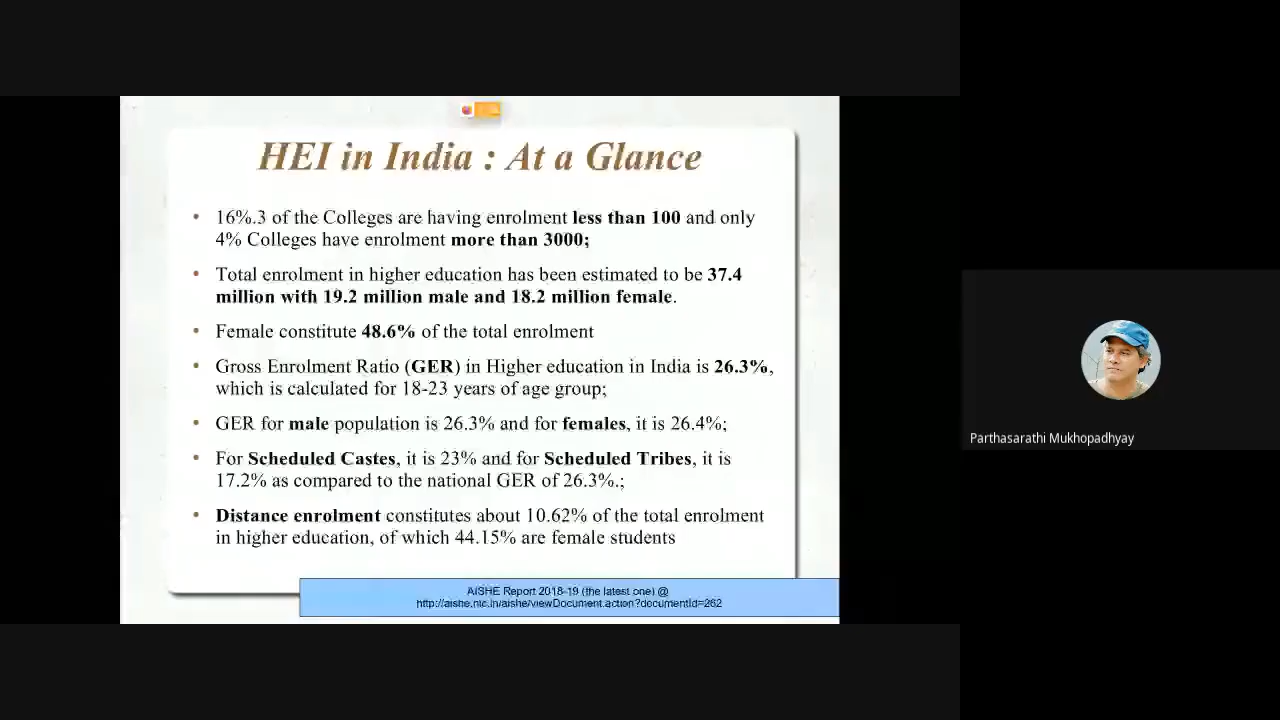 HEI in India : At a Glance
• 16%.3 of the Colleges are having enrolment less than 100 and only
4% Colleges have enrolment more than 3000;
• Total enrolment in higher education has been estimated to be 37.4
million with 19.2 million male and 18.2 million female.
• Female constitute 48.6% of the total enrolment
• Gross Enrolment Ratio (GER) in Higher education in India is 26.3%,
which is calculated for 18-23 years of age group;
• GER for male population is 26.3% and for females, it is 26.4%;
• For Scheduled Castes, it is 23% and for Scheduled Tribes, it is
17.2% as compared to the national GER of 26.3%.;
• Distance enrolment constitutes about 10.62% of the total enrolment
in higher education, of which 44.15% are female students
AISHE Report 2018-19 (the latest one) @
http://aishe.nic.in/aishe/viewDocument.action?documentId=262
Parthasarathi Mukhopadhyay